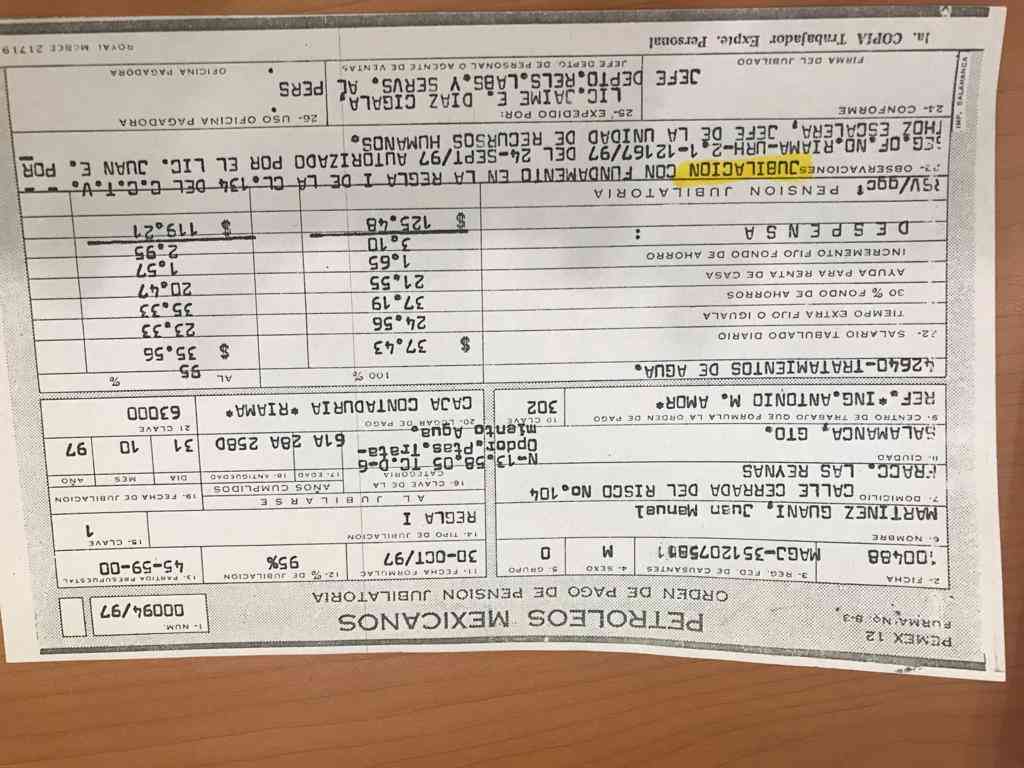 PEMEX 12
FORMA No. B-3
PETROLEOS MEXICANOS
ORDEN DE PAGO DE PENSION JUBILATORIA
1- NUM.
00094/97
2- FICHA
100488
3- REG. FED. DE CAUSANTES
MAGJ-351207581
4- SEXO
M
5- GRUPO
0
11- FECHA FORMULAC
30-OCT/97
12- % DE JUBILACION
95%
13- PARTIDA PRESUPUESTAL
45-59-00
6- NOMBRE
MARTINEZ GUANI, Juan Manuel
14- TIPO DE JUBILACION
REGLA I
15- CLAVE
1
7- DOMICILIO
CALLE CERRADA DEL RISCO No. 104
FRACC. LAS REYNAS
AL JUBILARSE
16- CLAVE DE LA CATEGORIA
N-13.58.05 TC.D-6
Opdor.Ptas.Trata-
miento Agua.
AÑOS CUMPLIDOS
17- EDAD
61A
18- ANTIGUEDAD
28A 258D
19- FECHA DE JUBILACION
DIA MES AÑO
31 10 97
8- CIUDAD
SALAMANCA, GTO.
9- CENTRO DE TRABAJO QUE FORMULA LA ORDEN DE PAGO
REF.*ING.ANTONIO M. AMOR*
10 CLAVE
302
20- LUGAR DE PAGO
CAJA CONTADURIA *RIAMA*
21 CLAVE
63000
42640-TRATAMIENTOS DE AGUA.
100 %
AL 95 %
22- SALARIO TABULADO DIARIO $ 37.43 $ 35.56
TIEMPO EXTRA FIJO O IGUALA 24.56 23.33
30 % FONDO DE AHORROS 37.19 35.33
AYUDA PARA RENTA DE CASA 21.55 20.47
INCREMENTO FIJO FONDO DE AHORRO 1.65 1.57
DESPENSA : 3.10 2.95
PENSION JUBILATORIA $ 125.48 $ 119.21
RSV/ggc'
23- OBSERVACIONES JUBILACION CON FUNDAMENTO EN LA REGLA I DE LA CL.134 DEL C.C.T.V. - -
SEG.OF.NO.RIAMA-URH-2.1-12167/97 DEL 24-SEPT/97 AUTORIZADO POR EL LIC. JUAN E. POR
THOZ ESCALERA, JEFE DE LA UNIDAD DE RECURSOS HUMANOS.
24- CONFORME
JEFE
FIRMA DEL JUBILADO
25- EXPEDIDO POR:
LIC.JAIME E. DIAZ CIGALA,
DEPTO.RELS.LABS.Y SERVS. AL PERS.
JEFE DE DEPTO. DE PERSONAL O AGENTE DE VENTAS
26- USO OFICINA PAGADORA
OFICINA PAGADORA
IMP. SALAMANCA
1a. COPIA Trabajador. Expte. Personal
ROYAL MCBEE 21719